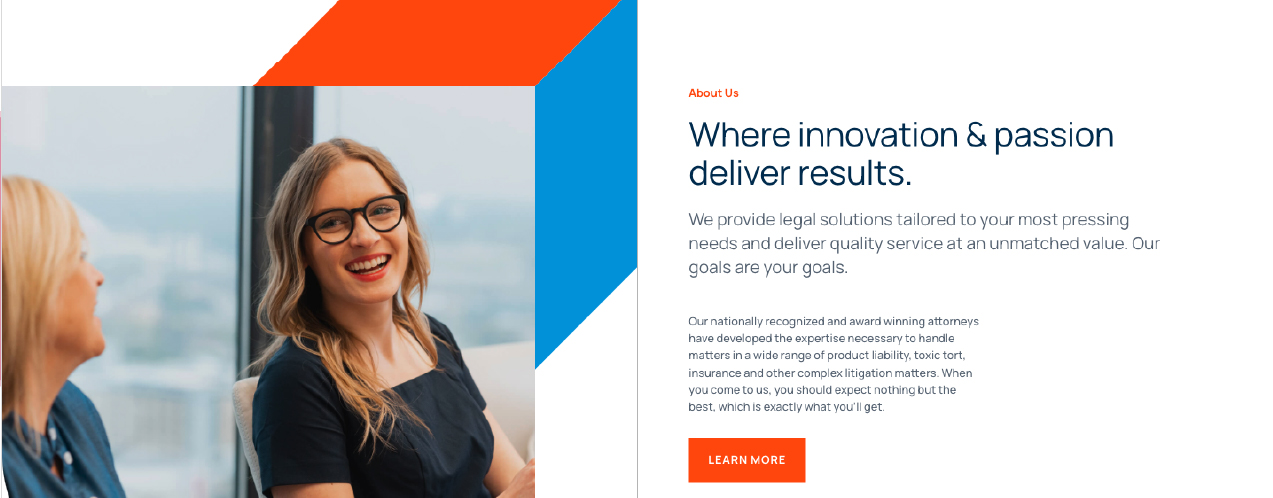 About Us
Where innovation & passion
deliver results.
We provide legal solutions tailored to your most pressing
needs and deliver quality service at an unmatched value. Our
goals are your goals.
Our nationally recognized and award winning attorneys
have developed the expertise necessary to handle
matters in a wide range of product liability, toxic tort,
insurance and other complex litigation matters. When
you come to us, you should expect nothing but the
best, which is exactly what you'll get.
LEARN MORE